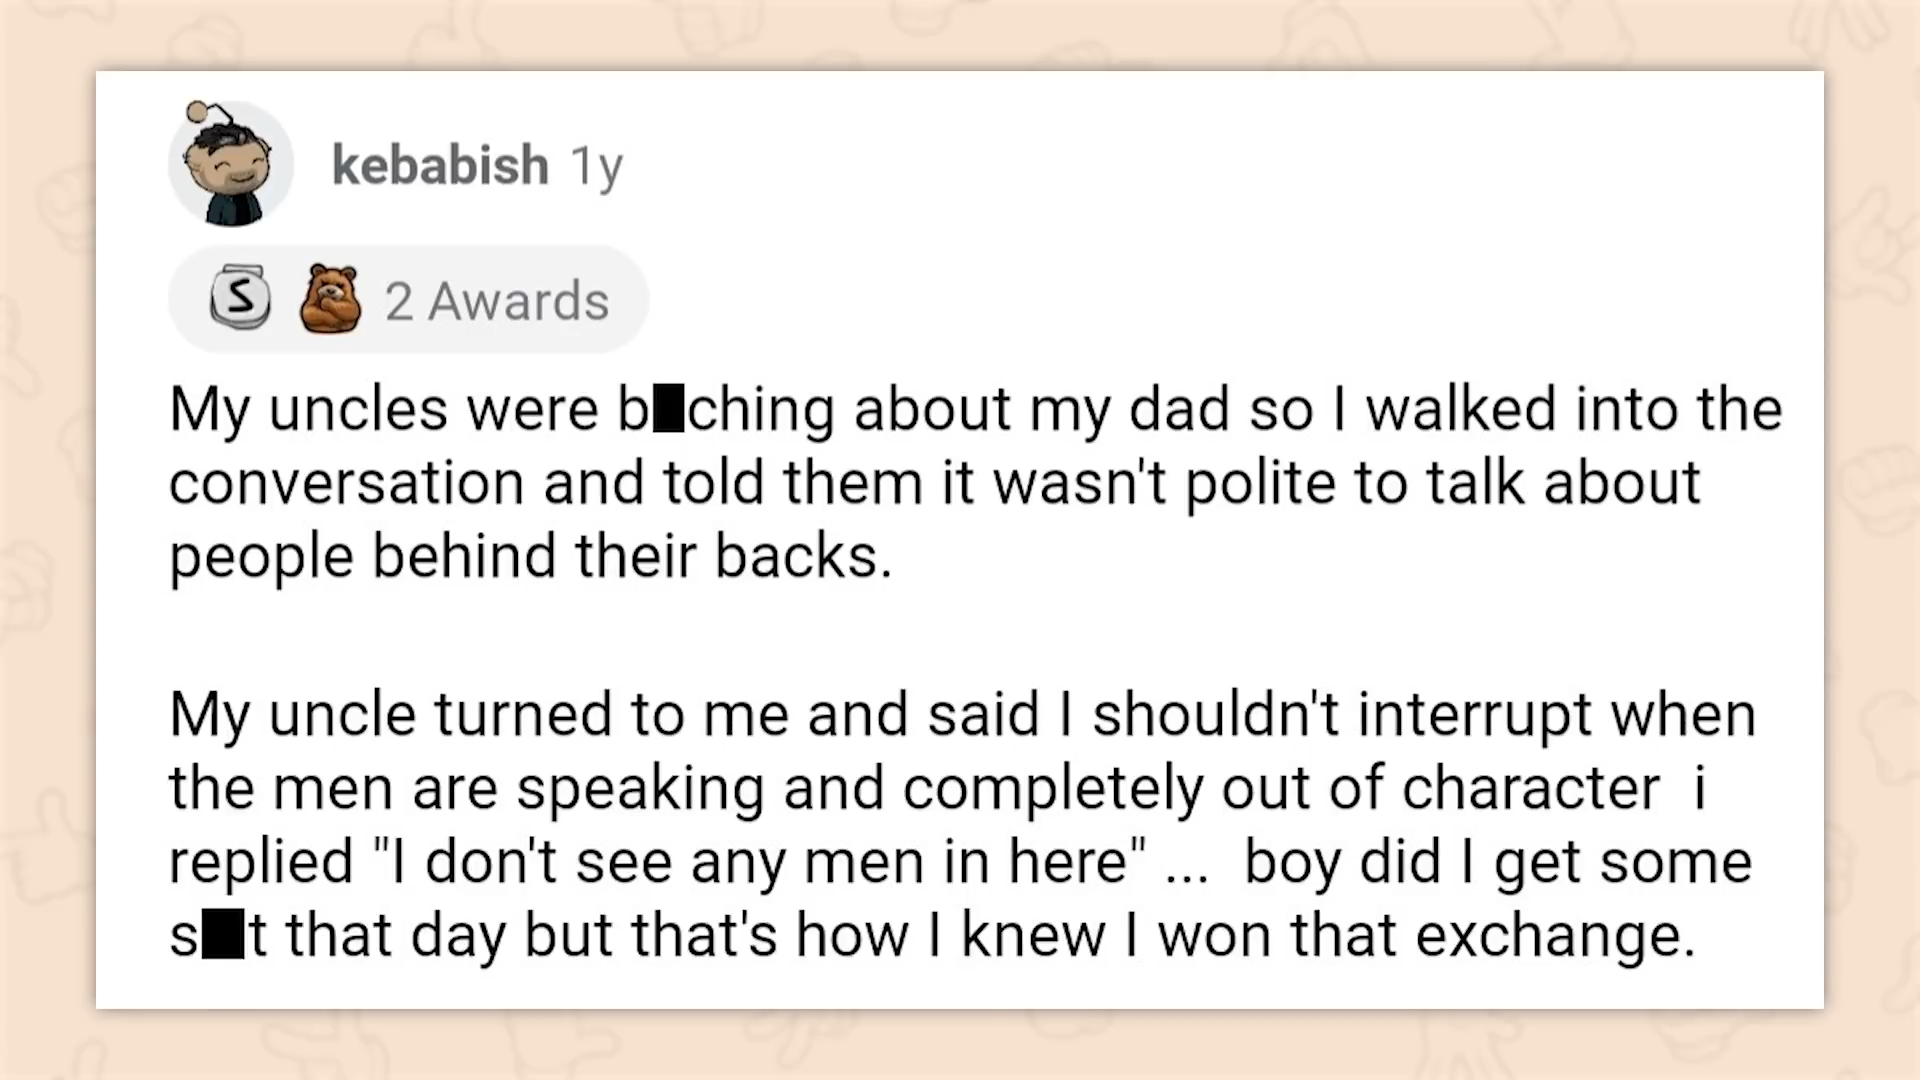 kebabish 1y
S 2 Awards
My uncles were b█ching about my dad so I walked into the
conversation and told them it wasn't polite to talk about
people behind their backs.
My uncle turned to me and said I shouldn't interrupt when
the men are speaking and completely out of character  i
replied "I don't see any men in here" ...  boy did I get some
s█t that day but that's how I knew I won that exchange.